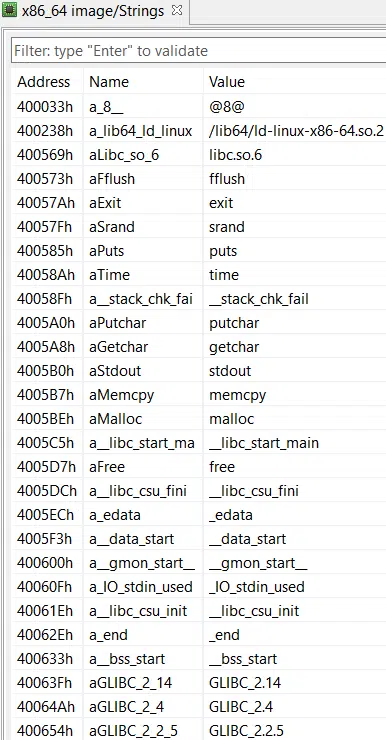 x86_64 image/Strings
Filter: type "Enter" to validate
Address Name Value
400033h a_8__ @8@
400238h a_lib64_ld_linux /lib64/ld-linux-x86-64.so.2
400569h aLibc_so_6 libc.so.6
400573h aFflush fflush
40057Ah aExit exit
40057Fh aSrand srand
400585h aPuts puts
40058Ah aTime time
40058Fh a__stack_chk_fai __stack_chk_fail
4005A0h aPutchar putchar
4005A8h aGetchar getchar
4005B0h aStdout stdout
4005B7h aMemcpy memcpy
4005BEh aMalloc malloc
4005C5h a__libc_start_ma __libc_start_main
4005D7h aFree free
4005DCh a__libc_csu_fini __libc_csu_fini
4005ECh a_edata _edata
4005F3h a__data_start __data_start
400600h a__gmon_start__ __gmon_start__
40060Fh a_IO_stdin_used _IO_stdin_used
40061Eh a__libc_csu_init __libc_csu_init
40062Eh a_end _end
400633h a__bss_start __bss_start
40063Fh aGLIBC_2_14 GLIBC_2.14
40064Ah aGLIBC_2_4 GLIBC_2.4
400654h aGLIBC_2_2_5 GLIBC_2.2.5